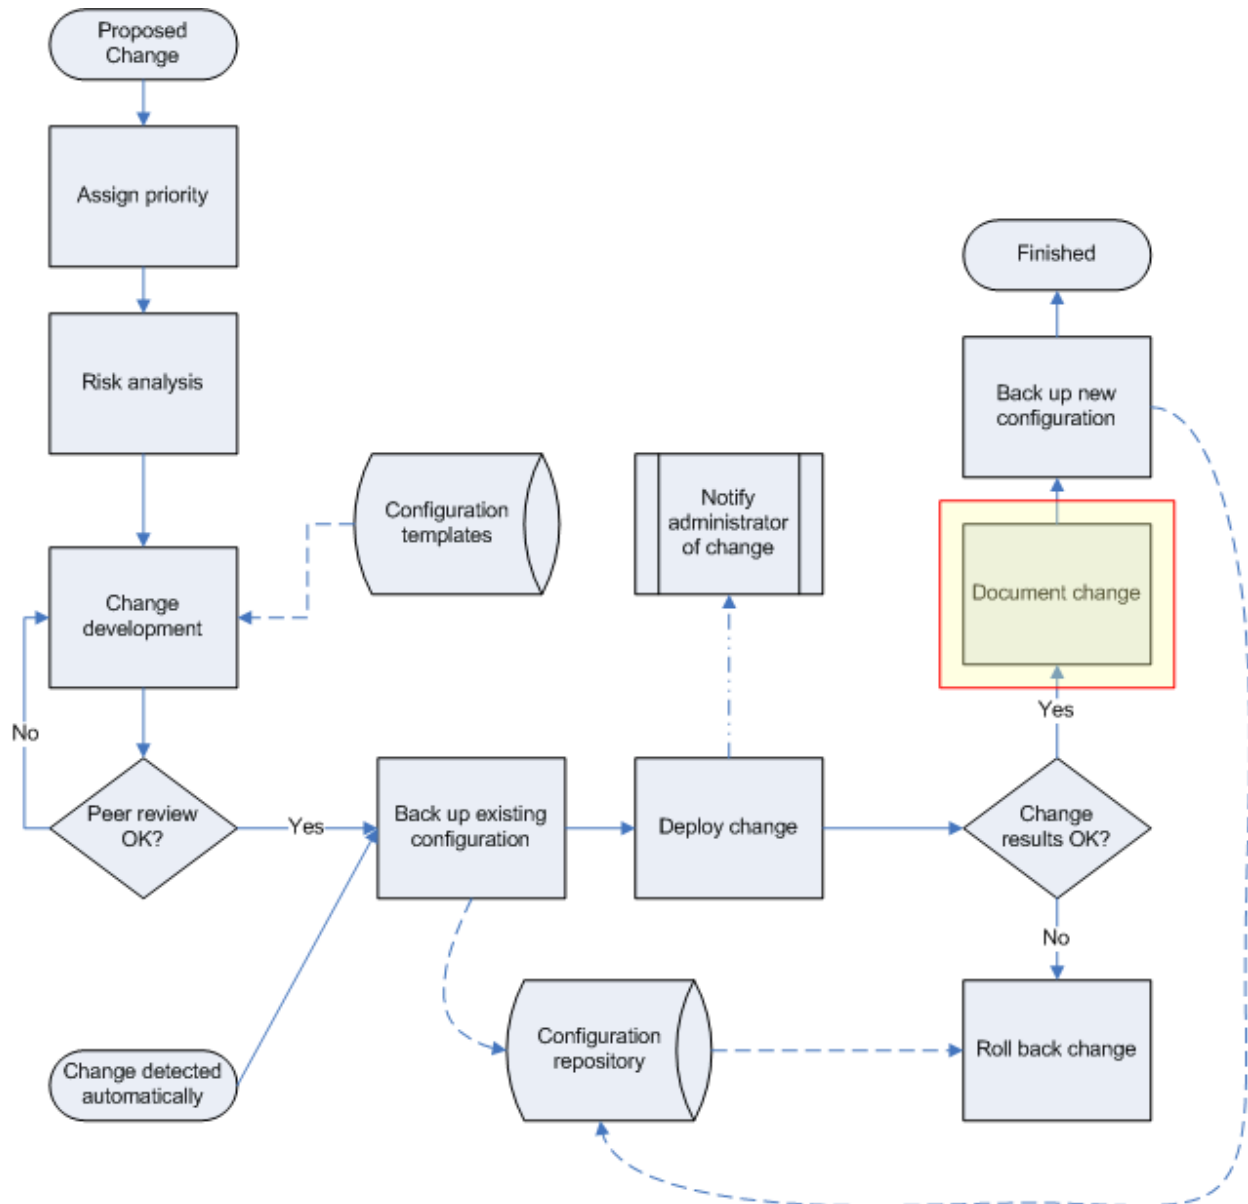 Proposed
Change
Assign priority
Risk analysis
Change
development
No
Peer review
OK?
Yes
Change detected
automatically
Configuration
templates
Back up existing
configuration
Configuration
repository
Notify
administrator
of change
Deploy change
Finished
Back up new
configuration
Document change
Yes
Change
results OK?
No
Roll back change